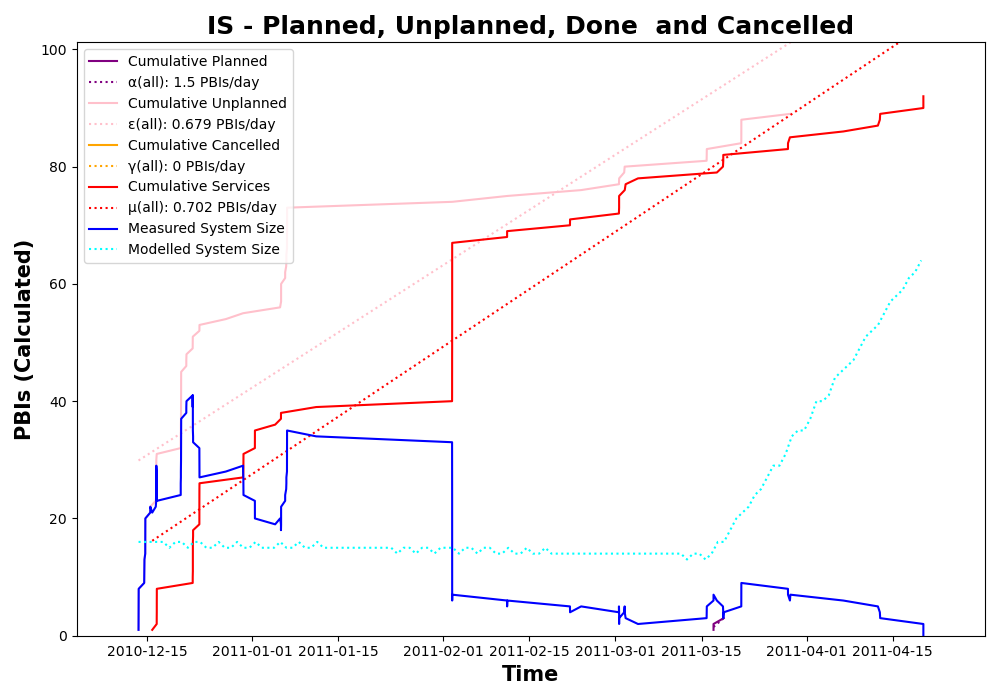 IS - Planned, Unplanned, Done  and Cancelled
PBIs (Calculated)
100
80
60
40
20
0
Cumulative Planned
α(all): 1.5 PBIs/day
Cumulative Unplanned
ε(all): 0.679 PBIs/day
Cumulative Cancelled
γ(all): 0 PBIs/day
Cumulative Services
μ(all): 0.702 PBIs/day
Measured System Size
Modelled System Size
2010-12-15 2011-01-01 2011-01-15 2011-02-01 2011-02-15 2011-03-01 2011-03-15 2011-04-01 2011-04-15
Time